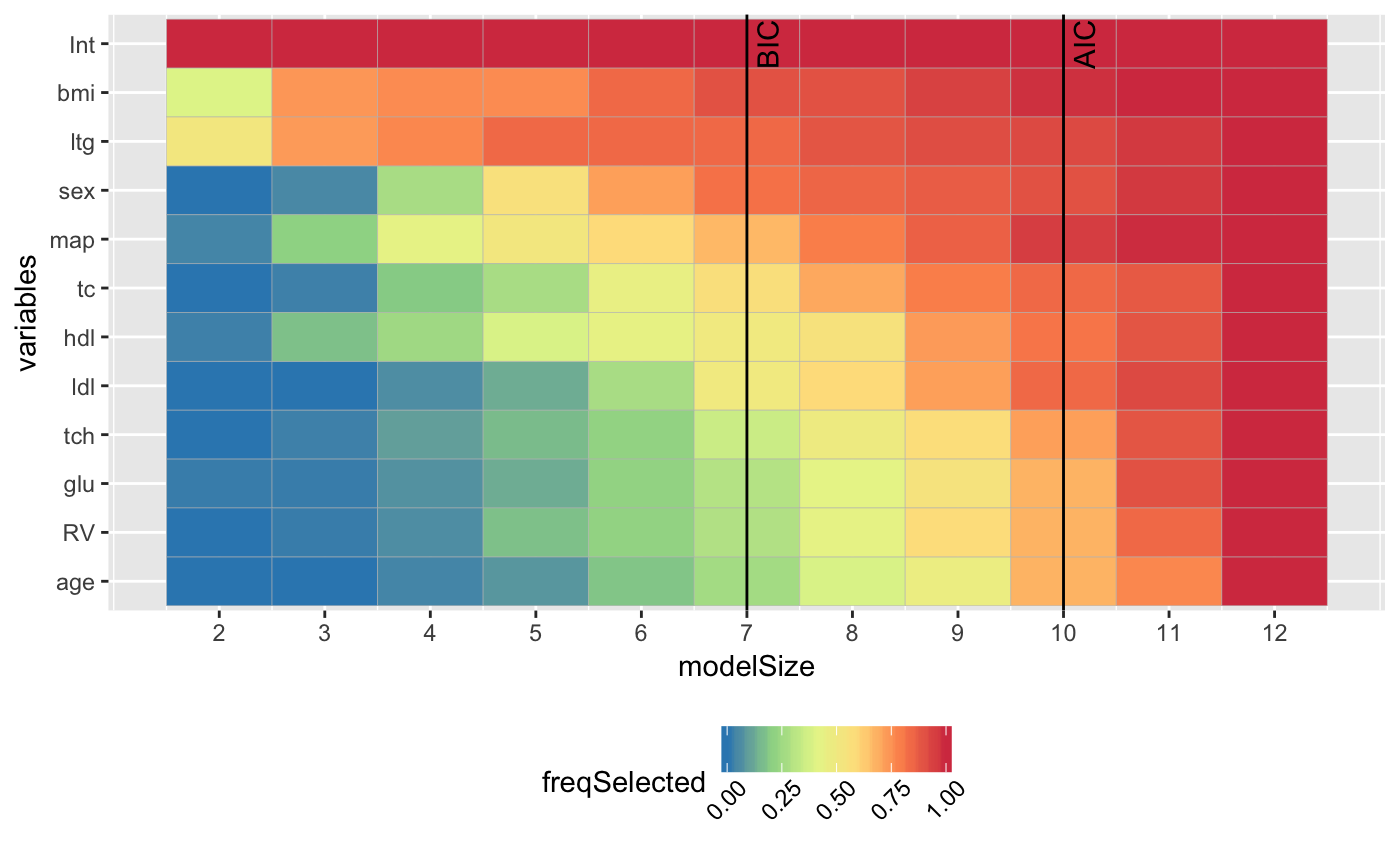 Int
bmi
ltg
sex
map
tc
hdl
ldl
tch
glu
RV
age
variables
BIC
AIC
2 3 4 5 6 7 8 9 10 11 12
modelSize
freqSelected
0.00 0.25 0.50 0.75 1.00